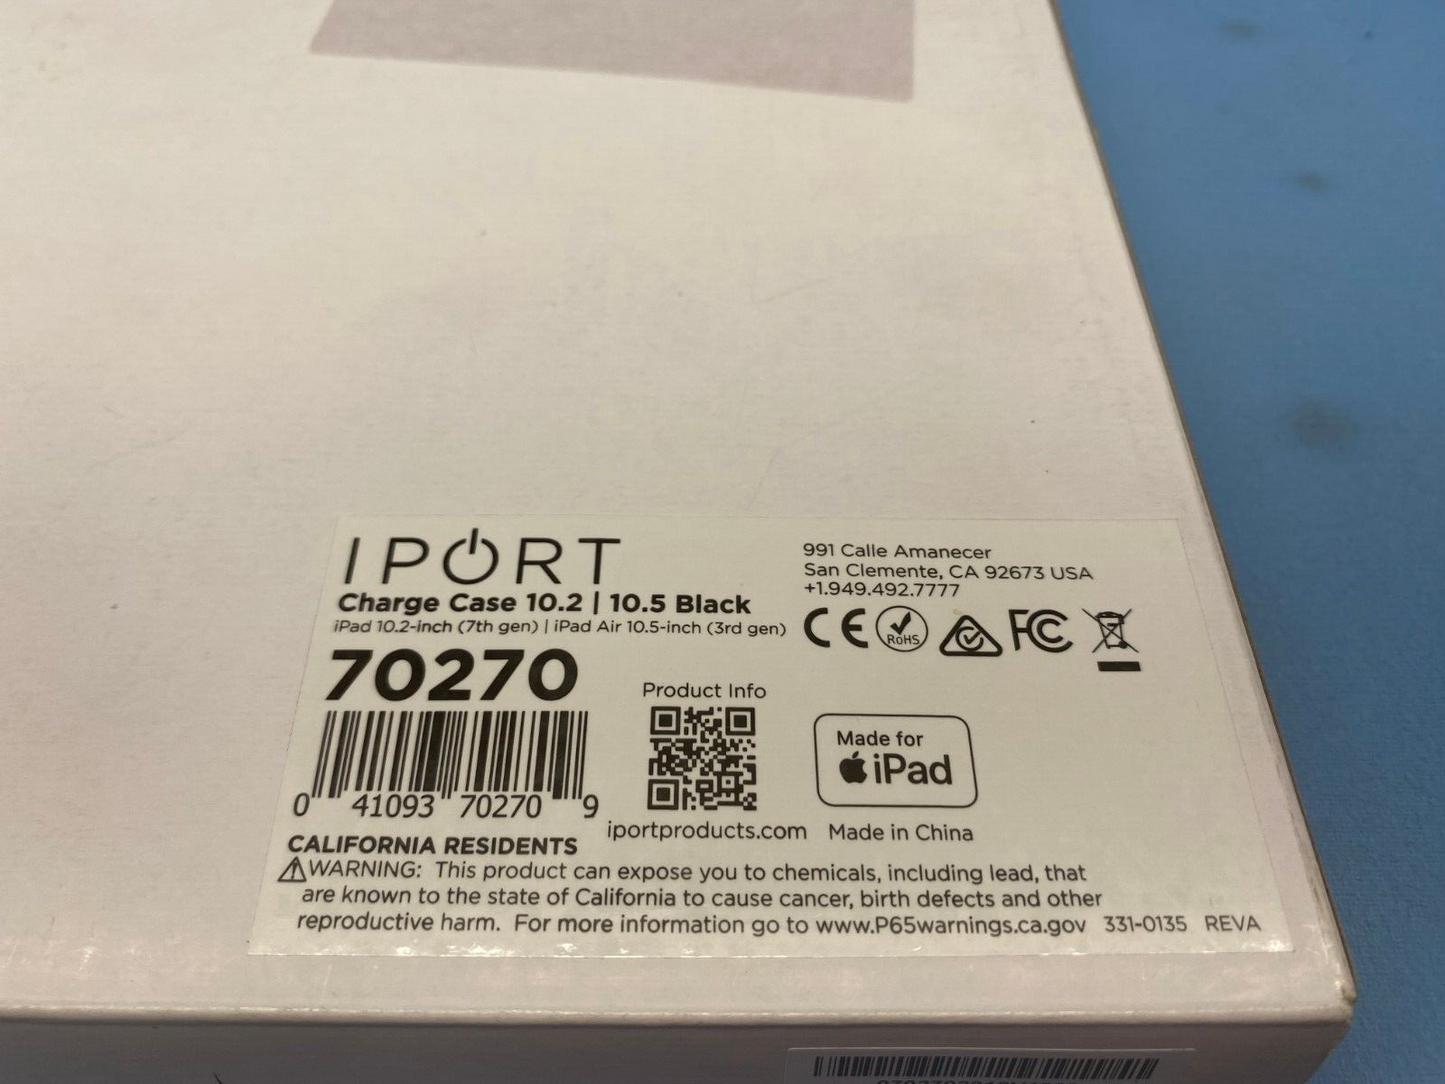 IPORT
Charge Case 10.2 | 10.5 Black
iPad 10.2-inch (7th gen) | iPad Air 10.5-inch (3rd gen)
70270
0 41093 70270 9
991 Calle Amanecer
San Clemente, CA 92673 USA
+1.949.492.7777
CE RoHS FC
Product Info
iportproducts.com
Made for
iPad
Made in China
CALIFORNIA RESIDENTS
WARNING: This product can expose you to chemicals, including lead, that
are known to the state of California to cause cancer, birth defects and other
reproductive harm. For more information go to www.P65warnings.ca.gov 331-0135 REVA